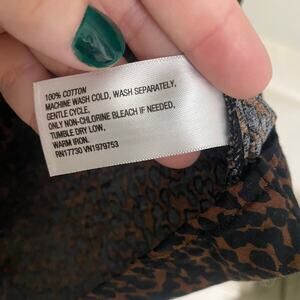 100% COTTON
MACHINE WASH COLD, WASH SEPARATELY,
GENTLE CYCLE,
ONLY NON-CHLORINE BLEACH IF NEEDED,
TUMBLE DRY LOW,
WARM IRON.
RN17730 VN1979753